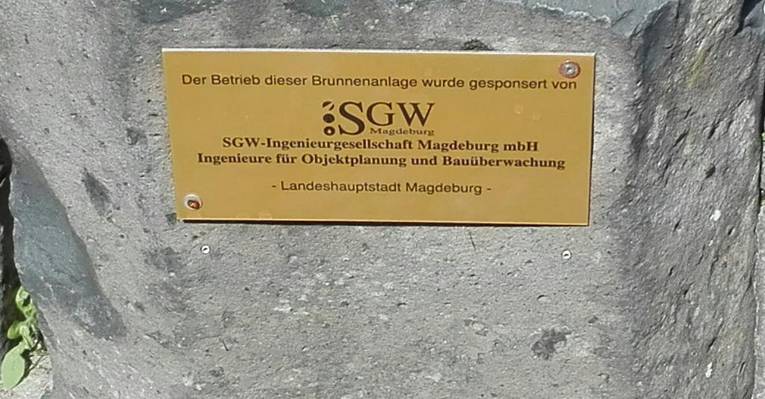 Der Betrieb dieser Brunnenanlage wurde gesponsert von
SGW
Magdeburg
SGW-Ingenieurgesellschaft Magdeburg mbH
Ingenieure für Objektplanung und Bauüberwachung
- Landeshauptstadt Magdeburg -